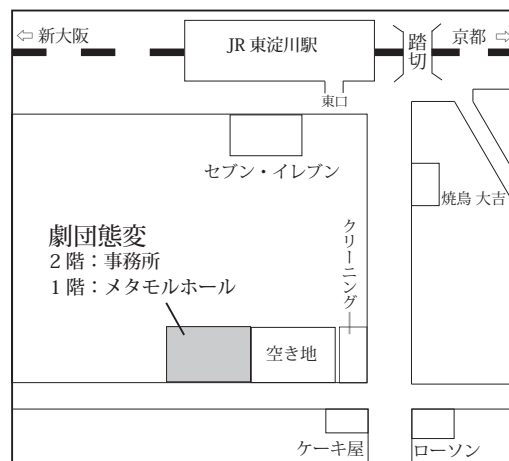 ⇦ 新大阪
JR 東淀川駅
踏切
京都 ⇨
東口
セブン・イレブン
焼鳥 大吉
クリーニング
劇団態変
2 階：事務所
1 階：メタモルホール
空き地
ケーキ屋
ローソン